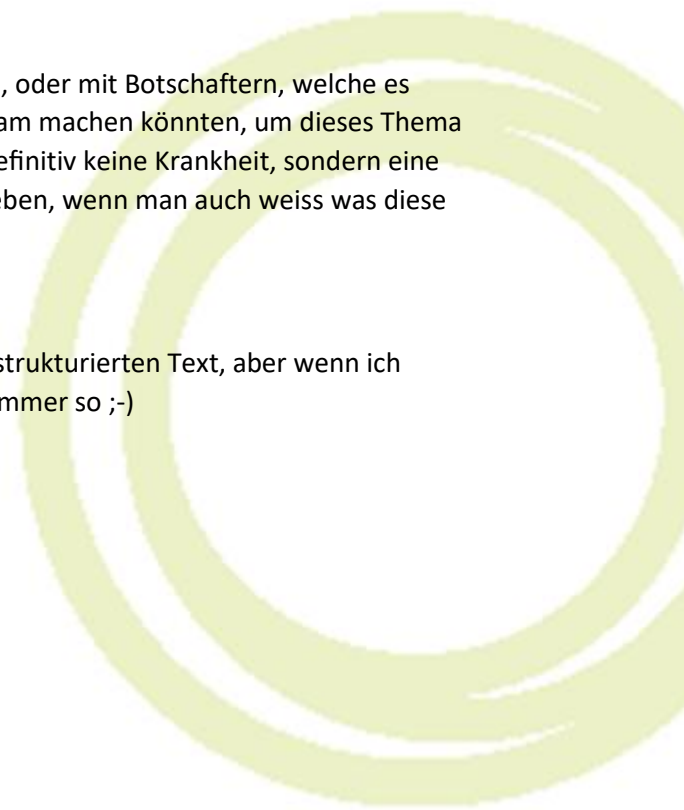 , oder mit Botschaftern, welche es
am machen könnten, um dieses Thema
efinitiv keine Krankheit, sondern eine
eben, wenn man auch weiss was diese
strukturierten Text, aber wenn ich
mmer so ;-)